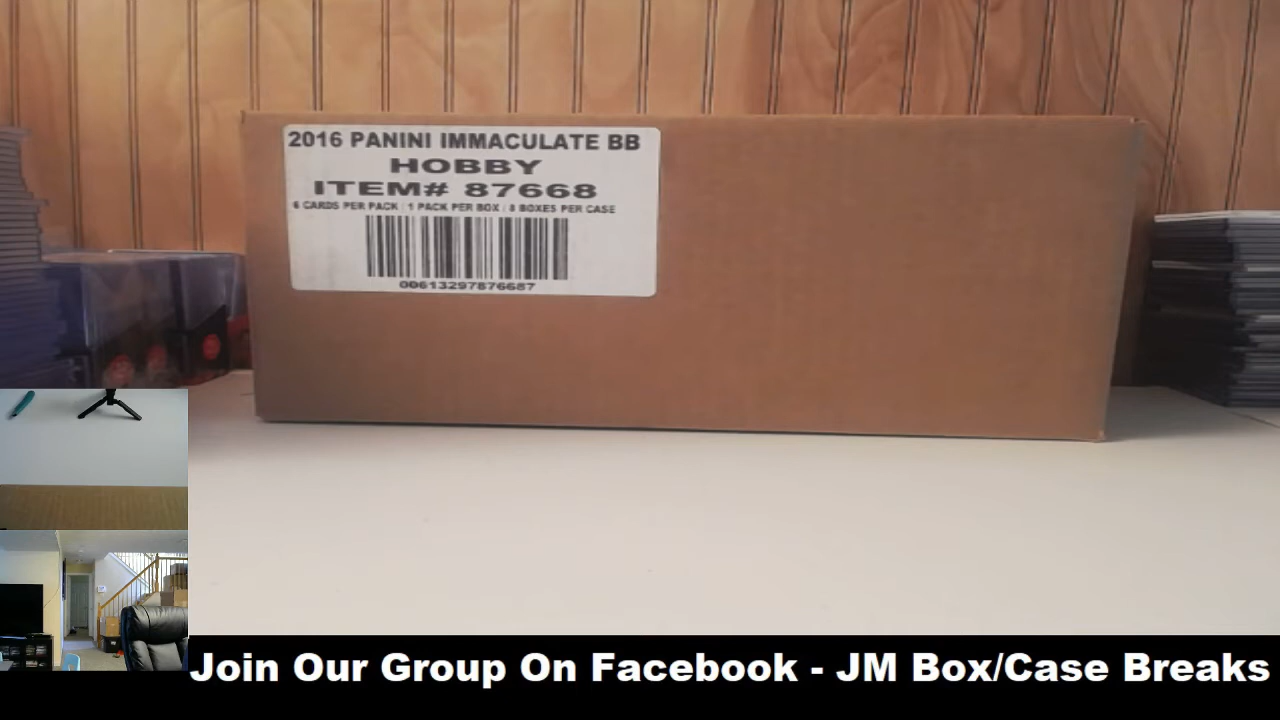 2016 PANINI IMMACULATE BB
HOBBY
ITEM# 87668
6 CARDS PER PACK / 1 PACK PER BOX / 8 BOXES PER CASE
00613297876687
Join Our Group On Facebook - JM Box/Case Breaks